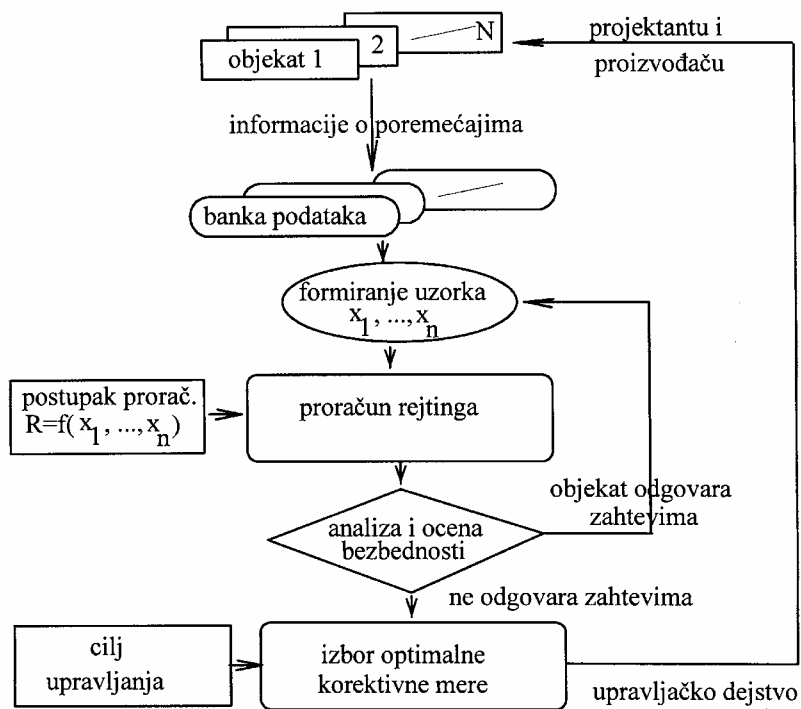 objekat 1
2
N
projektantu i
proizvođaču
informacije o poremećajima
banka podataka
formiranje uzorka
x1, ...,xn
postupak prorač.
R=f( x1, ...,xn)
proračun rejtinga
objekat odgovara
zahtevima
analiza i ocena
bezbednosti
ne odgovara zahtevima
cilj
upravljanja
izbor optimalne
korektivne mere
upravljačko dejstvo